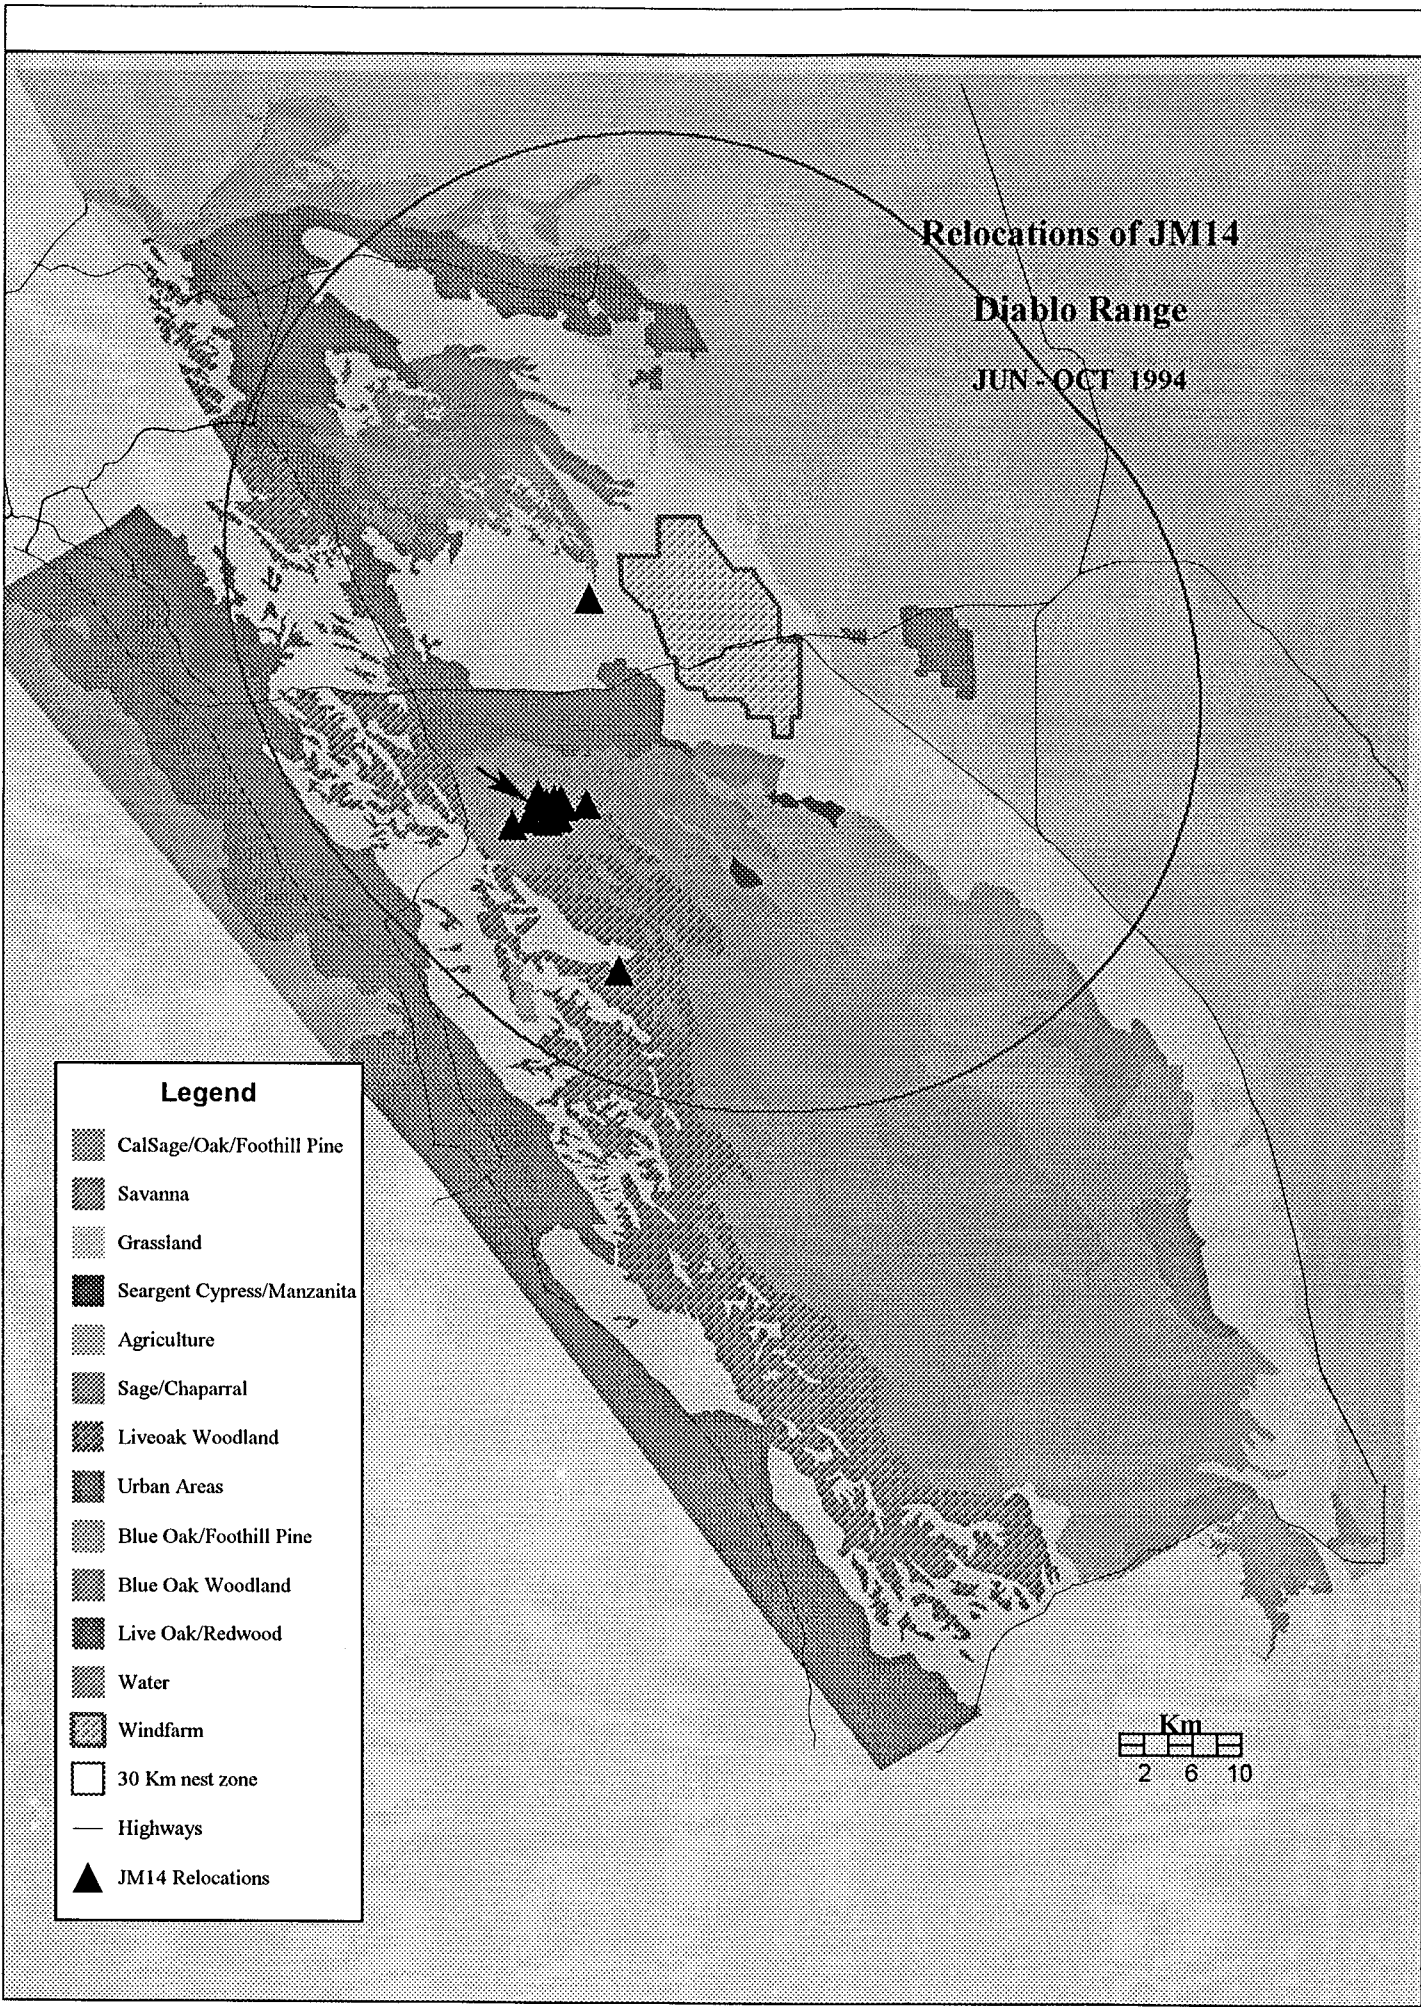 Relocations of JM14
Diablo Range
JUN - OCT 1994
Legend
CalSage/Oak/Foothill Pine
Savanna
Grassland
Seargent Cypress/Manzanita
Agriculture
Sage/Chaparral
Liveoak Woodland
Urban Areas
Blue Oak/Foothill Pine
Blue Oak Woodland
Live Oak/Redwood
Water
Windfarm
30 Km nest zone
Highways
JM14 Relocations
Km
2 6 10